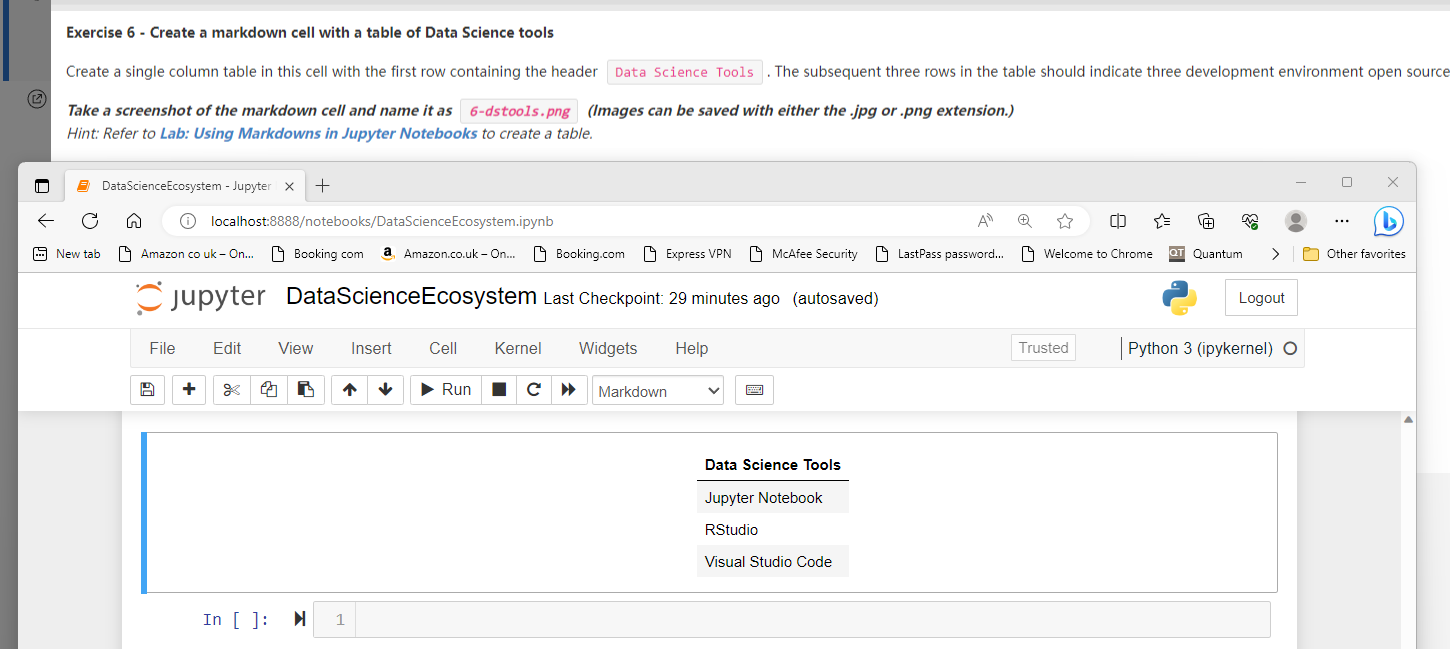 Exercise 6 - Create a markdown cell with a table of Data Science tools
Create a single column table in this cell with the first row containing the header Data Science Tools . The subsequent three rows in the table should indicate three development environment open source
Take a screenshot of the markdown cell and name it as 6-dstools.png (Images can be saved with either the .jpg or .png extension.)
Hint: Refer to Lab: Using Markdowns in Jupyter Notebooks to create a table.
DataScienceEcosystem - Jupyter
localhost:8888/notebooks/DataScienceEcosystem.ipynb
New tab Amazon co uk – On... Booking com Amazon.co.uk – On... Booking.com Express VPN McAfee Security LastPass password... Welcome to Chrome QT Quantum Other favorites
jupyter DataScienceEcosystem Last Checkpoint: 29 minutes ago (autosaved) Logout
File Edit View Insert Cell Kernel Widgets Help Trusted Python 3 (ipykernel)
Run Markdown
Data Science Tools
Jupyter Notebook
RStudio
Visual Studio Code
In [ ]: 1